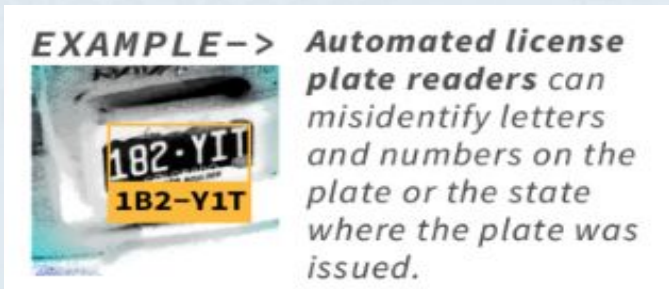 EXAMPLE->
182·YIT
1B2-Y1T
Automated license
plate readers can
misidentify letters
and numbers on the
plate or the state
where the plate was
issued.